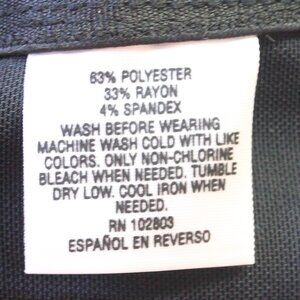 63% POLYESTER
33% RAYON
4% SPANDEX
WASH BEFORE WEARING
MACHINE WASH COLD WITH LIKE
COLORS. ONLY NON-CHLORINE
BLEACH WHEN NEEDED. TUMBLE
DRY LOW. COOL IRON WHEN
NEEDED.
RN 102803
ESPAÑOL EN REVERSO